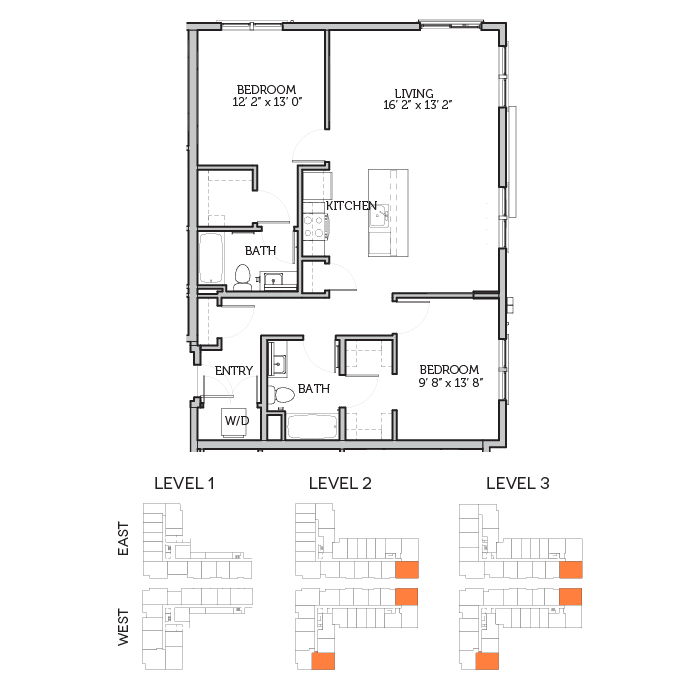 BEDROOM
12' 2" x 13' 0"
LIVING
16' 2" x 13' 2"
KITCHEN
BATH
ENTRY
BEDROOM
9' 8" x 13' 8"
BATH
W/D
LEVEL 1
LEVEL 2
LEVEL 3
EAST
WEST